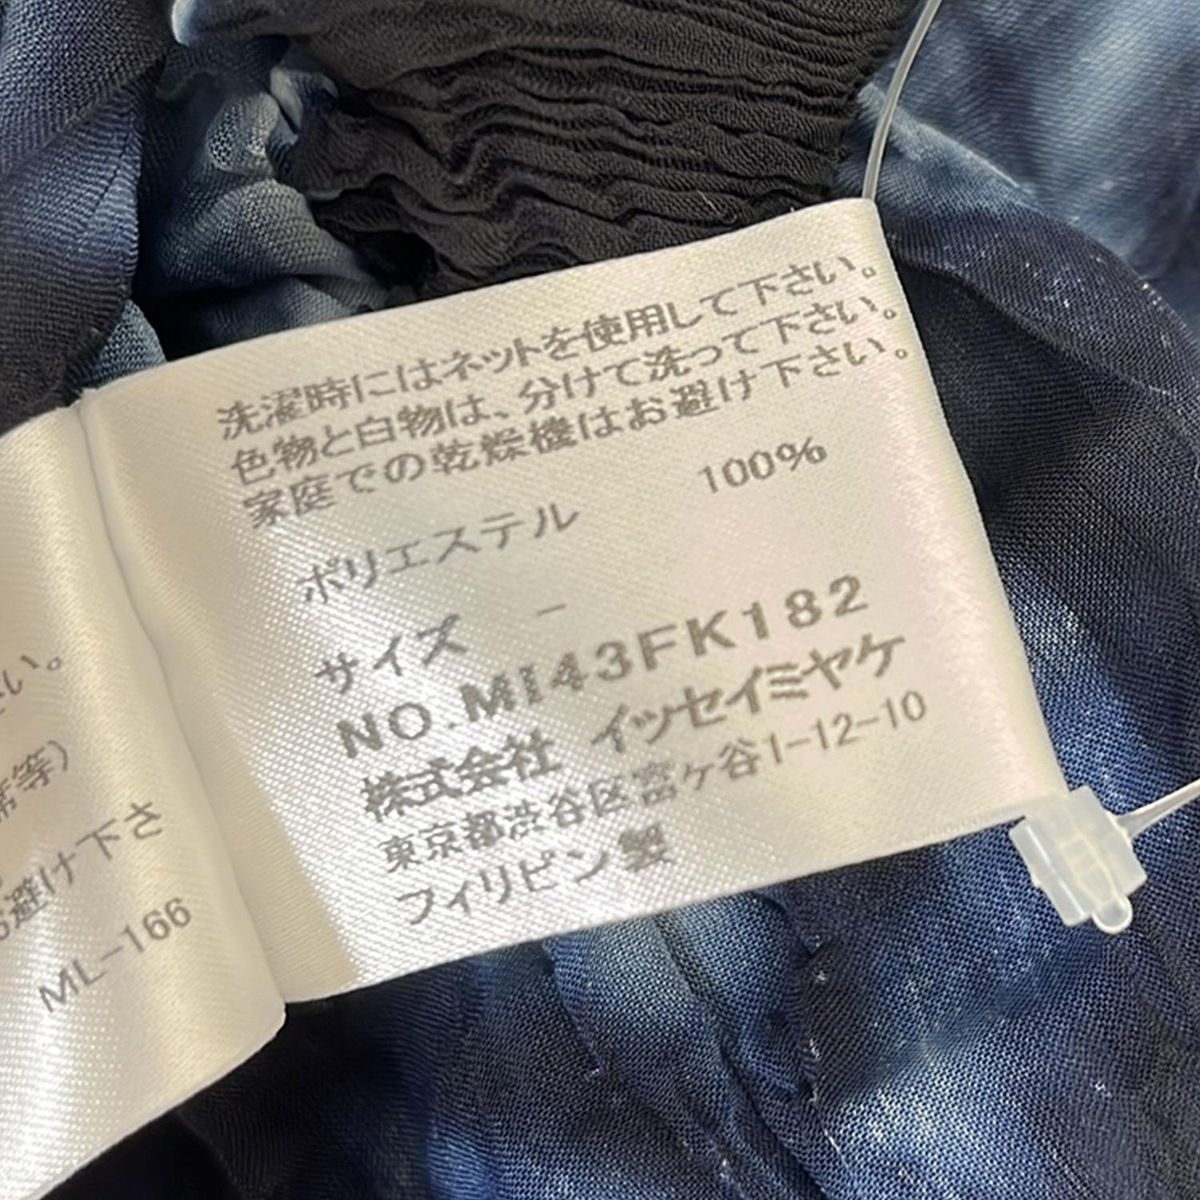 洗濯時にはネットを使用して下さい。
色物と白物は、分けて洗って下さい。
家庭での乾燥機はお避け下さい。
ポリエステル 100%
サイズ －
NO.MI43FK182
株式会社 イッセイミヤケ
東京都渋谷区富ヶ谷1-12-10
フィリピン製
い。
席等)
避け下さ
ML-166